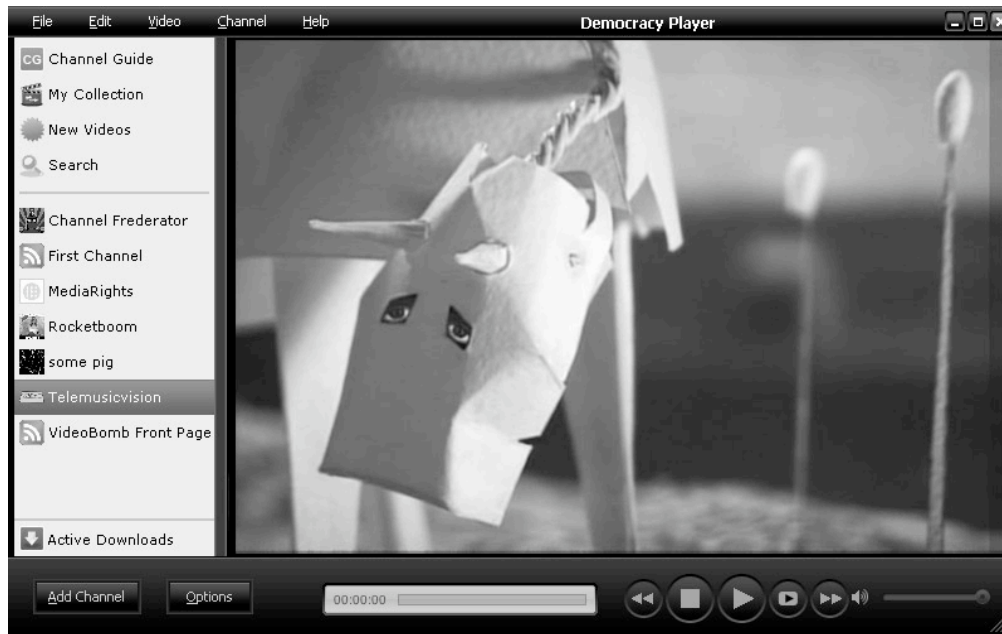 File Edit Video Channel Help Democracy Player
CG Channel Guide
My Collection
New Videos
Search
Channel Frederator
First Channel
MediaRights
Rocketboom
some pig
Telemusicvision
VideoBomb Front Page
Active Downloads
Add Channel Options 00:00:00